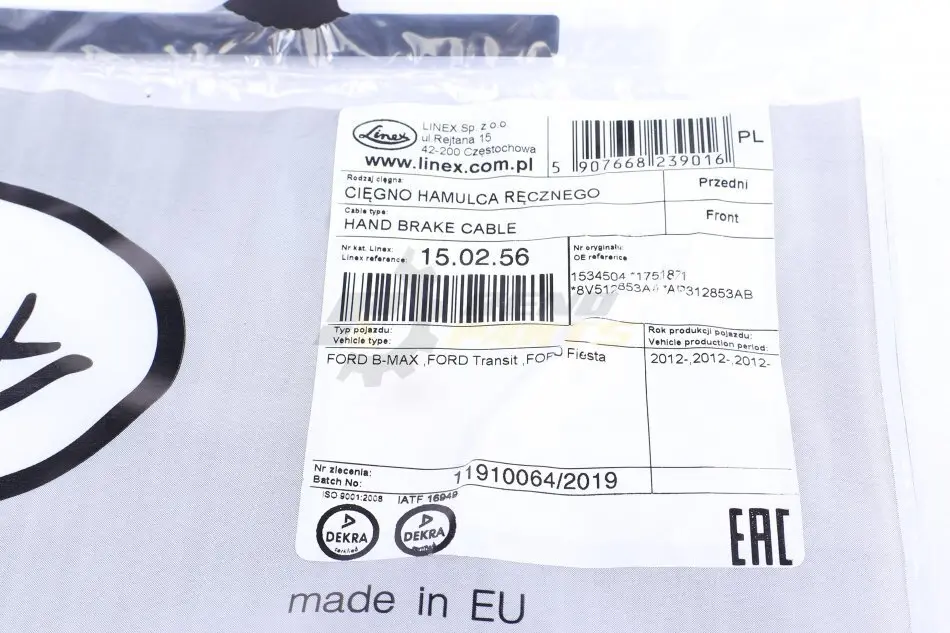 Linex
LINEX Sp. z o.o.
ul.Rejtana 15
42-200 Częstochowa
www.linex.com.pl
5 907668 239016
PL
Rodzaj cięgna:
CIĘGNO HAMULCA RĘCZNEGO
Przedni
Cable type:
HAND BRAKE CABLE
Front
Nr kat. Linex:
Linex reference:
15.02.56
Nr oryginału:
OE reference
1534504
Typ pojazdu:
Vehicle type:
Rok produkcji pojazdu:
Vehicle production period:
FORD B-MAX ,FORD Transit , Fiesta
2012-,2012-,2012-
Nr zlecenia:
Batch No:
11910064/2019
ISO 9001:2008
IATF 16949
DEKRA
certified
DEKRA
EAC
made in EU